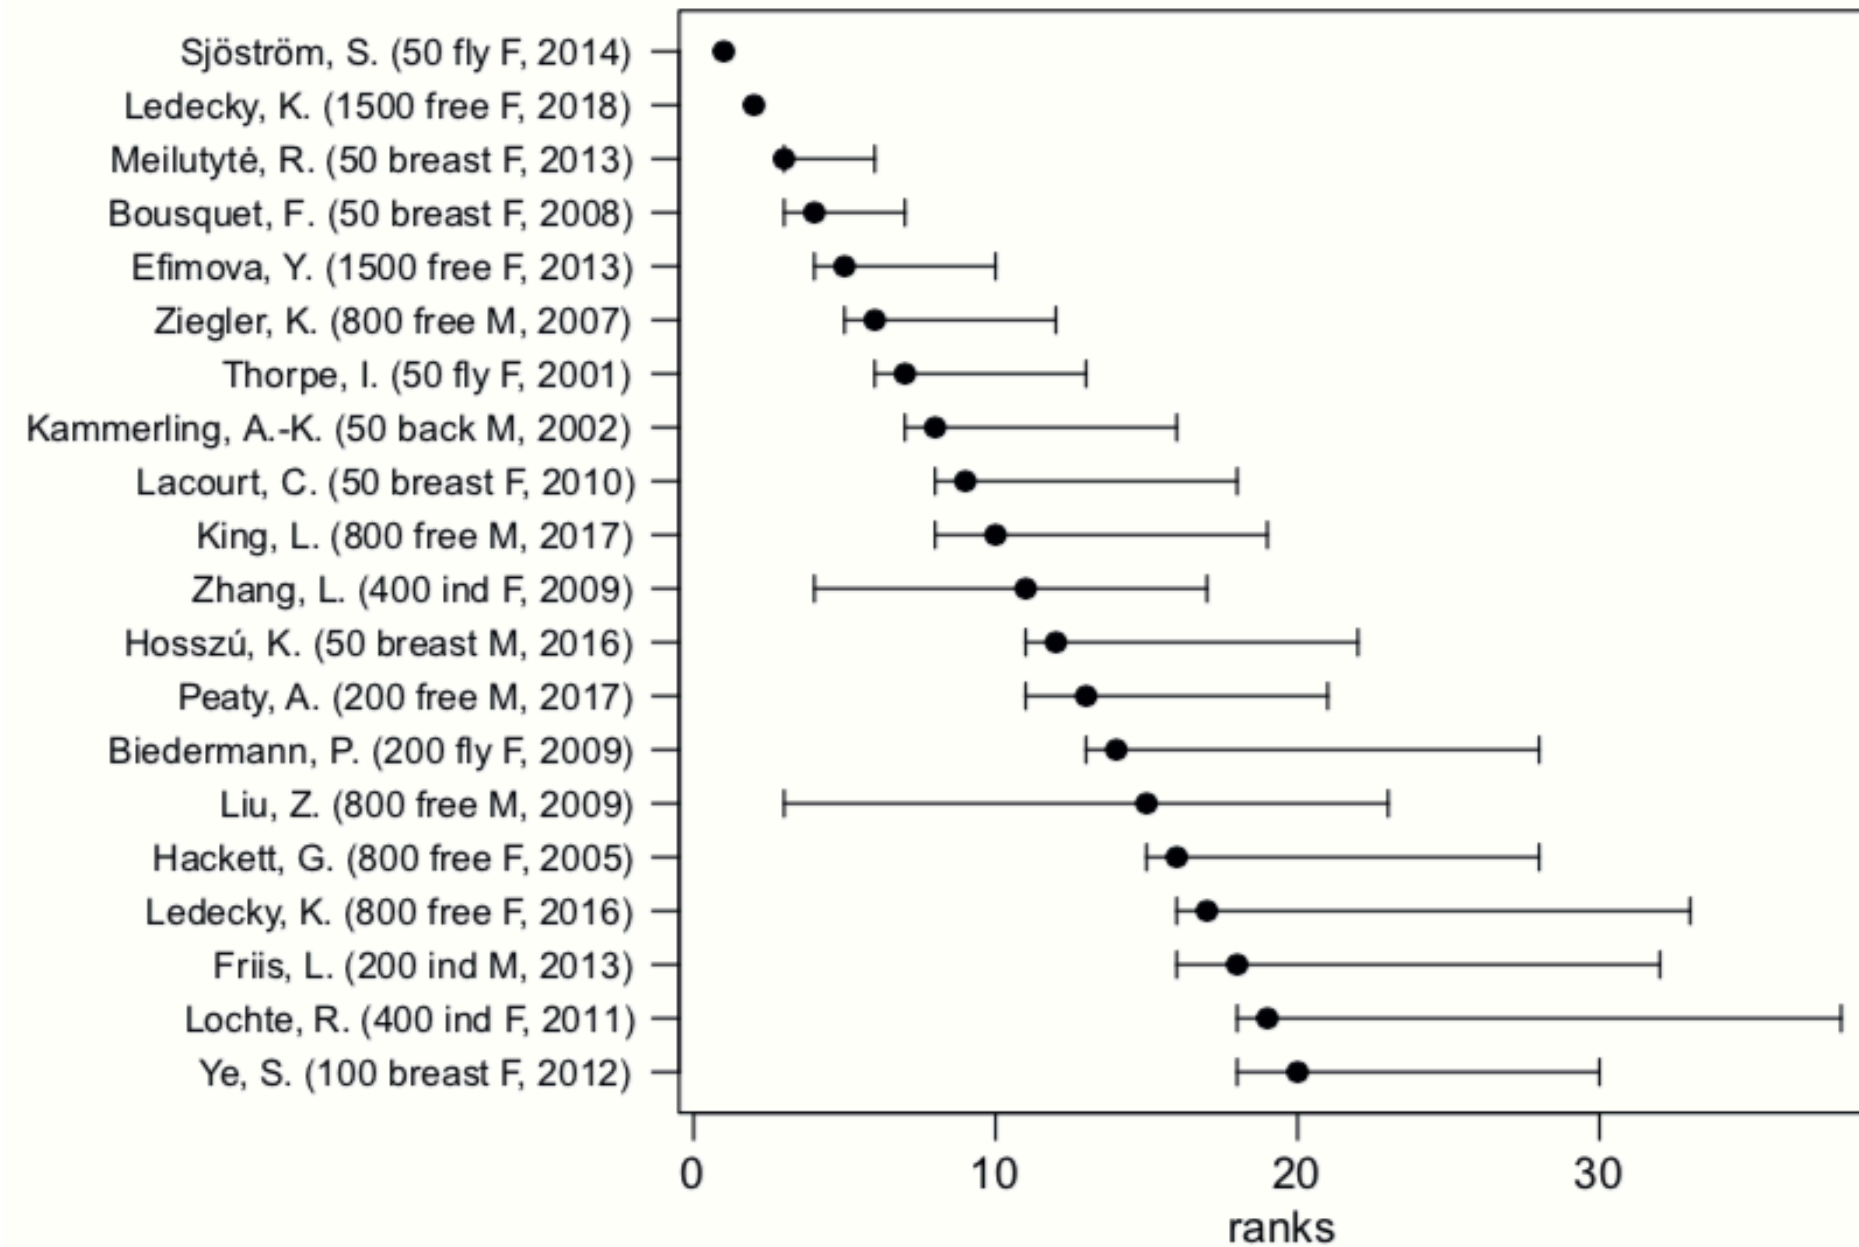 Sjöström, S. (50 fly F, 2014)
Ledecky, K. (1500 free F, 2018)
Meilutytė, R. (50 breast F, 2013)
Bousquet, F. (50 breast F, 2008)
Efimova, Y. (1500 free F, 2013)
Ziegler, K. (800 free M, 2007)
Thorpe, I. (50 fly F, 2001)
Kammerling, A.-K. (50 back M, 2002)
Lacourt, C. (50 breast F, 2010)
King, L. (800 free M, 2017)
Zhang, L. (400 ind F, 2009)
Hosszú, K. (50 breast M, 2016)
Peaty, A. (200 free M, 2017)
Biedermann, P. (200 fly F, 2009)
Liu, Z. (800 free M, 2009)
Hackett, G. (800 free F, 2005)
Ledecky, K. (800 free F, 2016)
Friis, L. (200 ind M, 2013)
Lochte, R. (400 ind F, 2011)
Ye, S. (100 breast F, 2012)
0 10 20 30
ranks